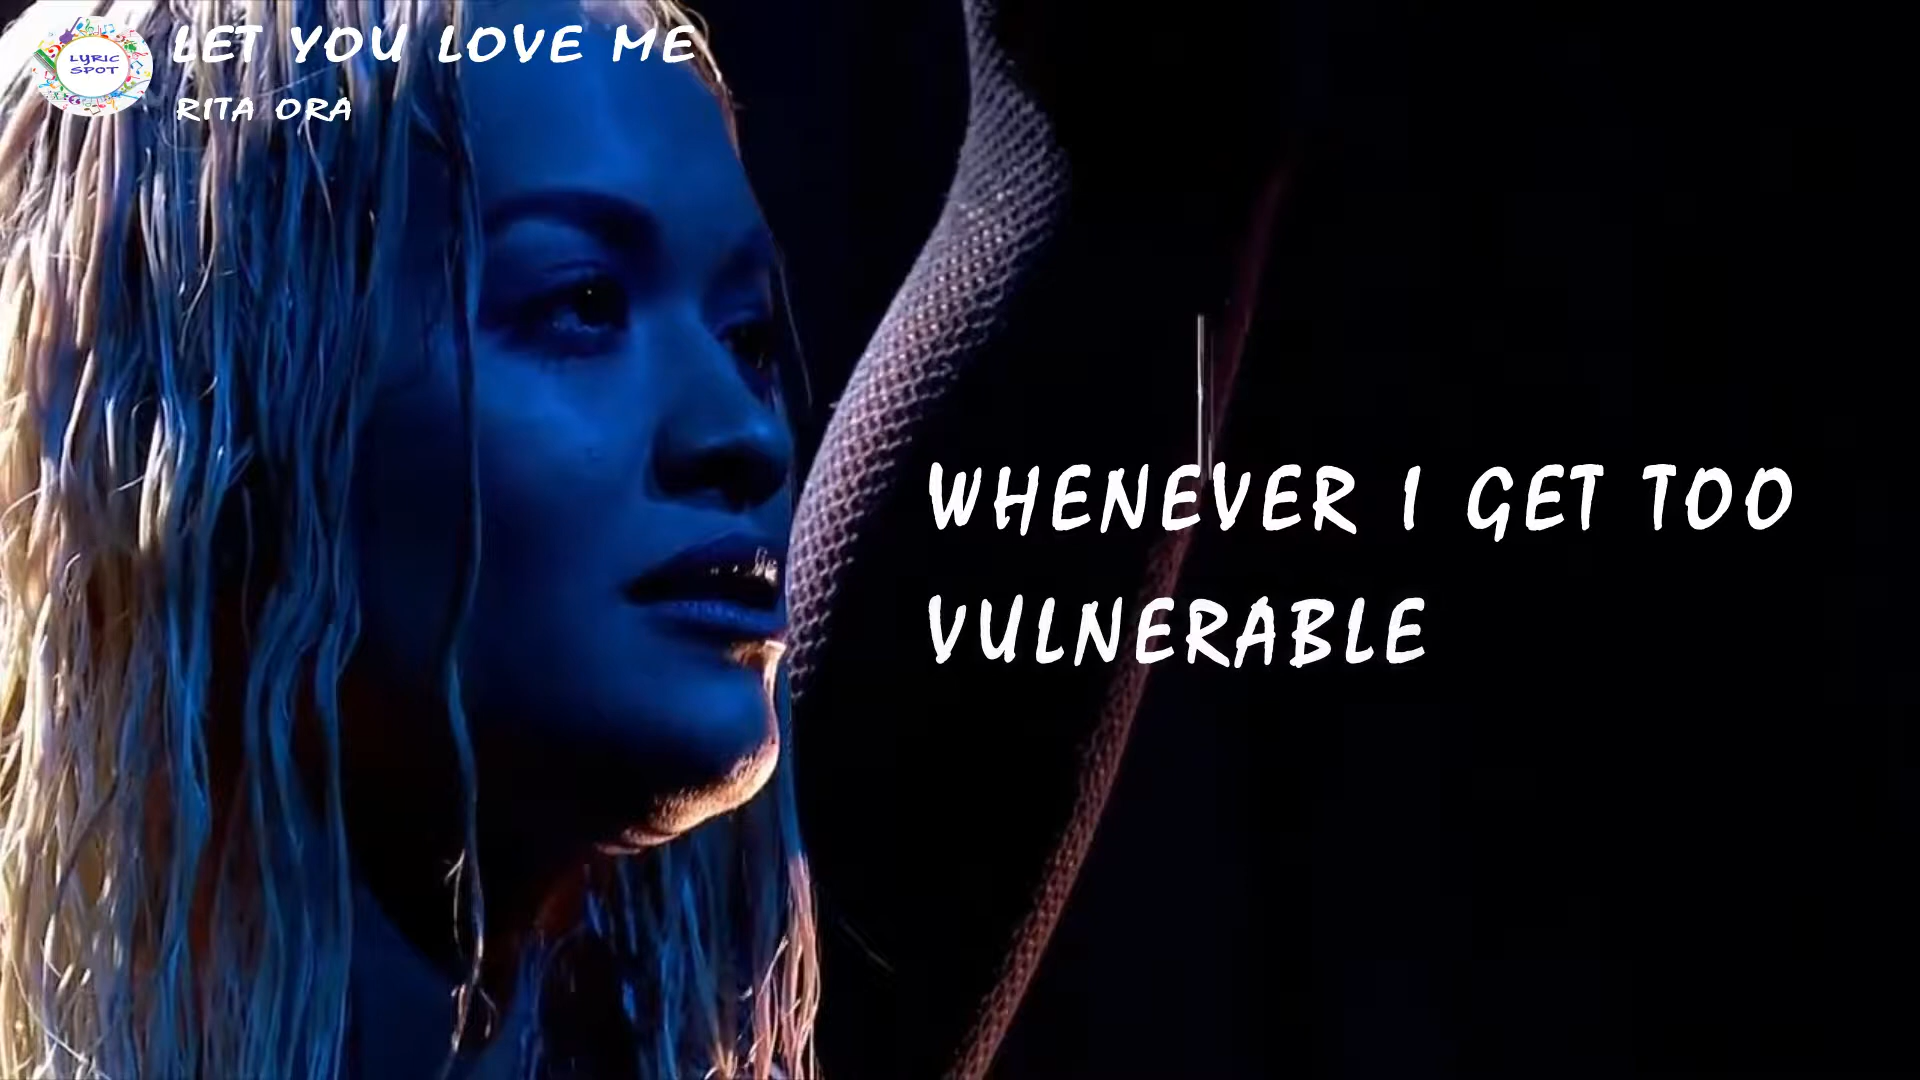 LET YOU LOVE ME
LYRIC
SPOT
RITA ORA
WHENEVER I GET TOO
VULNERABLE